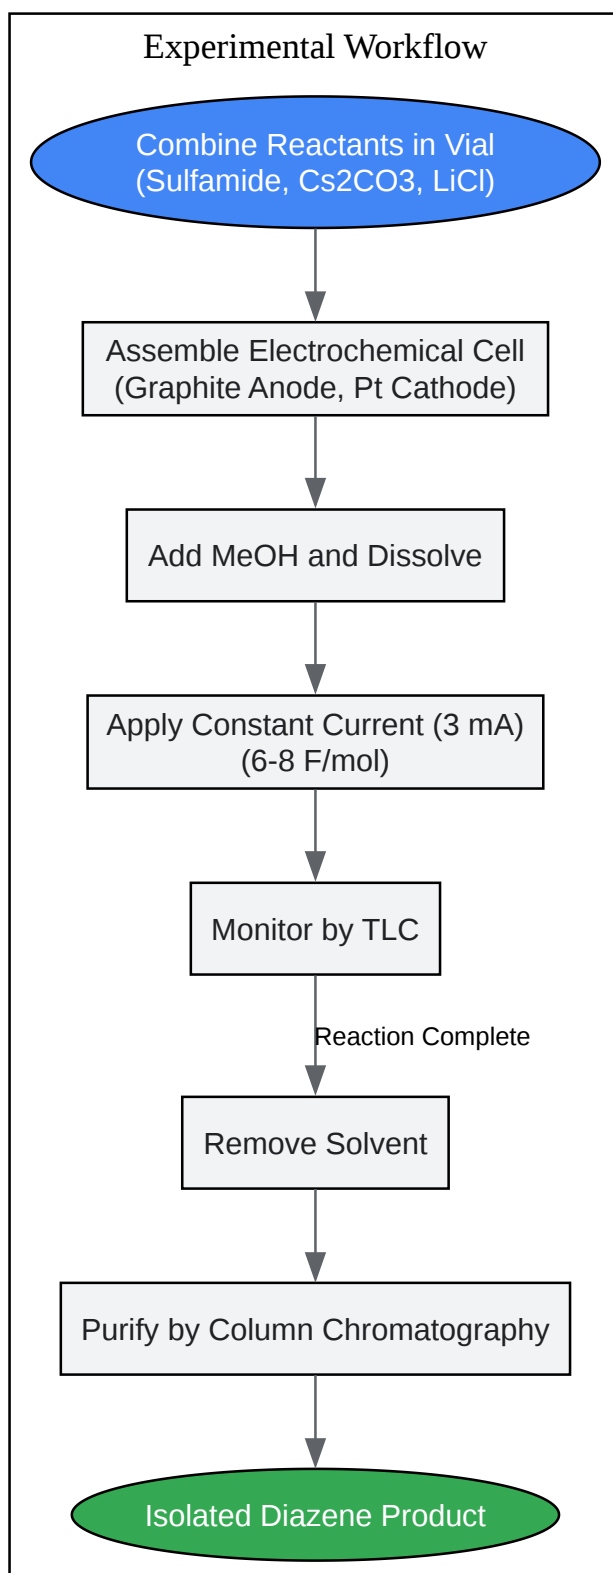 Experimental Workflow
Combine Reactants in Vial
(Sulfamide, Cs2CO3, LiCl)
Assemble Electrochemical Cell
(Graphite Anode, Pt Cathode)
Add MeOH and Dissolve
Apply Constant Current (3 mA)
(6-8 F/mol)
Monitor by TLC
Reaction Complete
Remove Solvent
Purify by Column Chromatography
Isolated Diazene Product